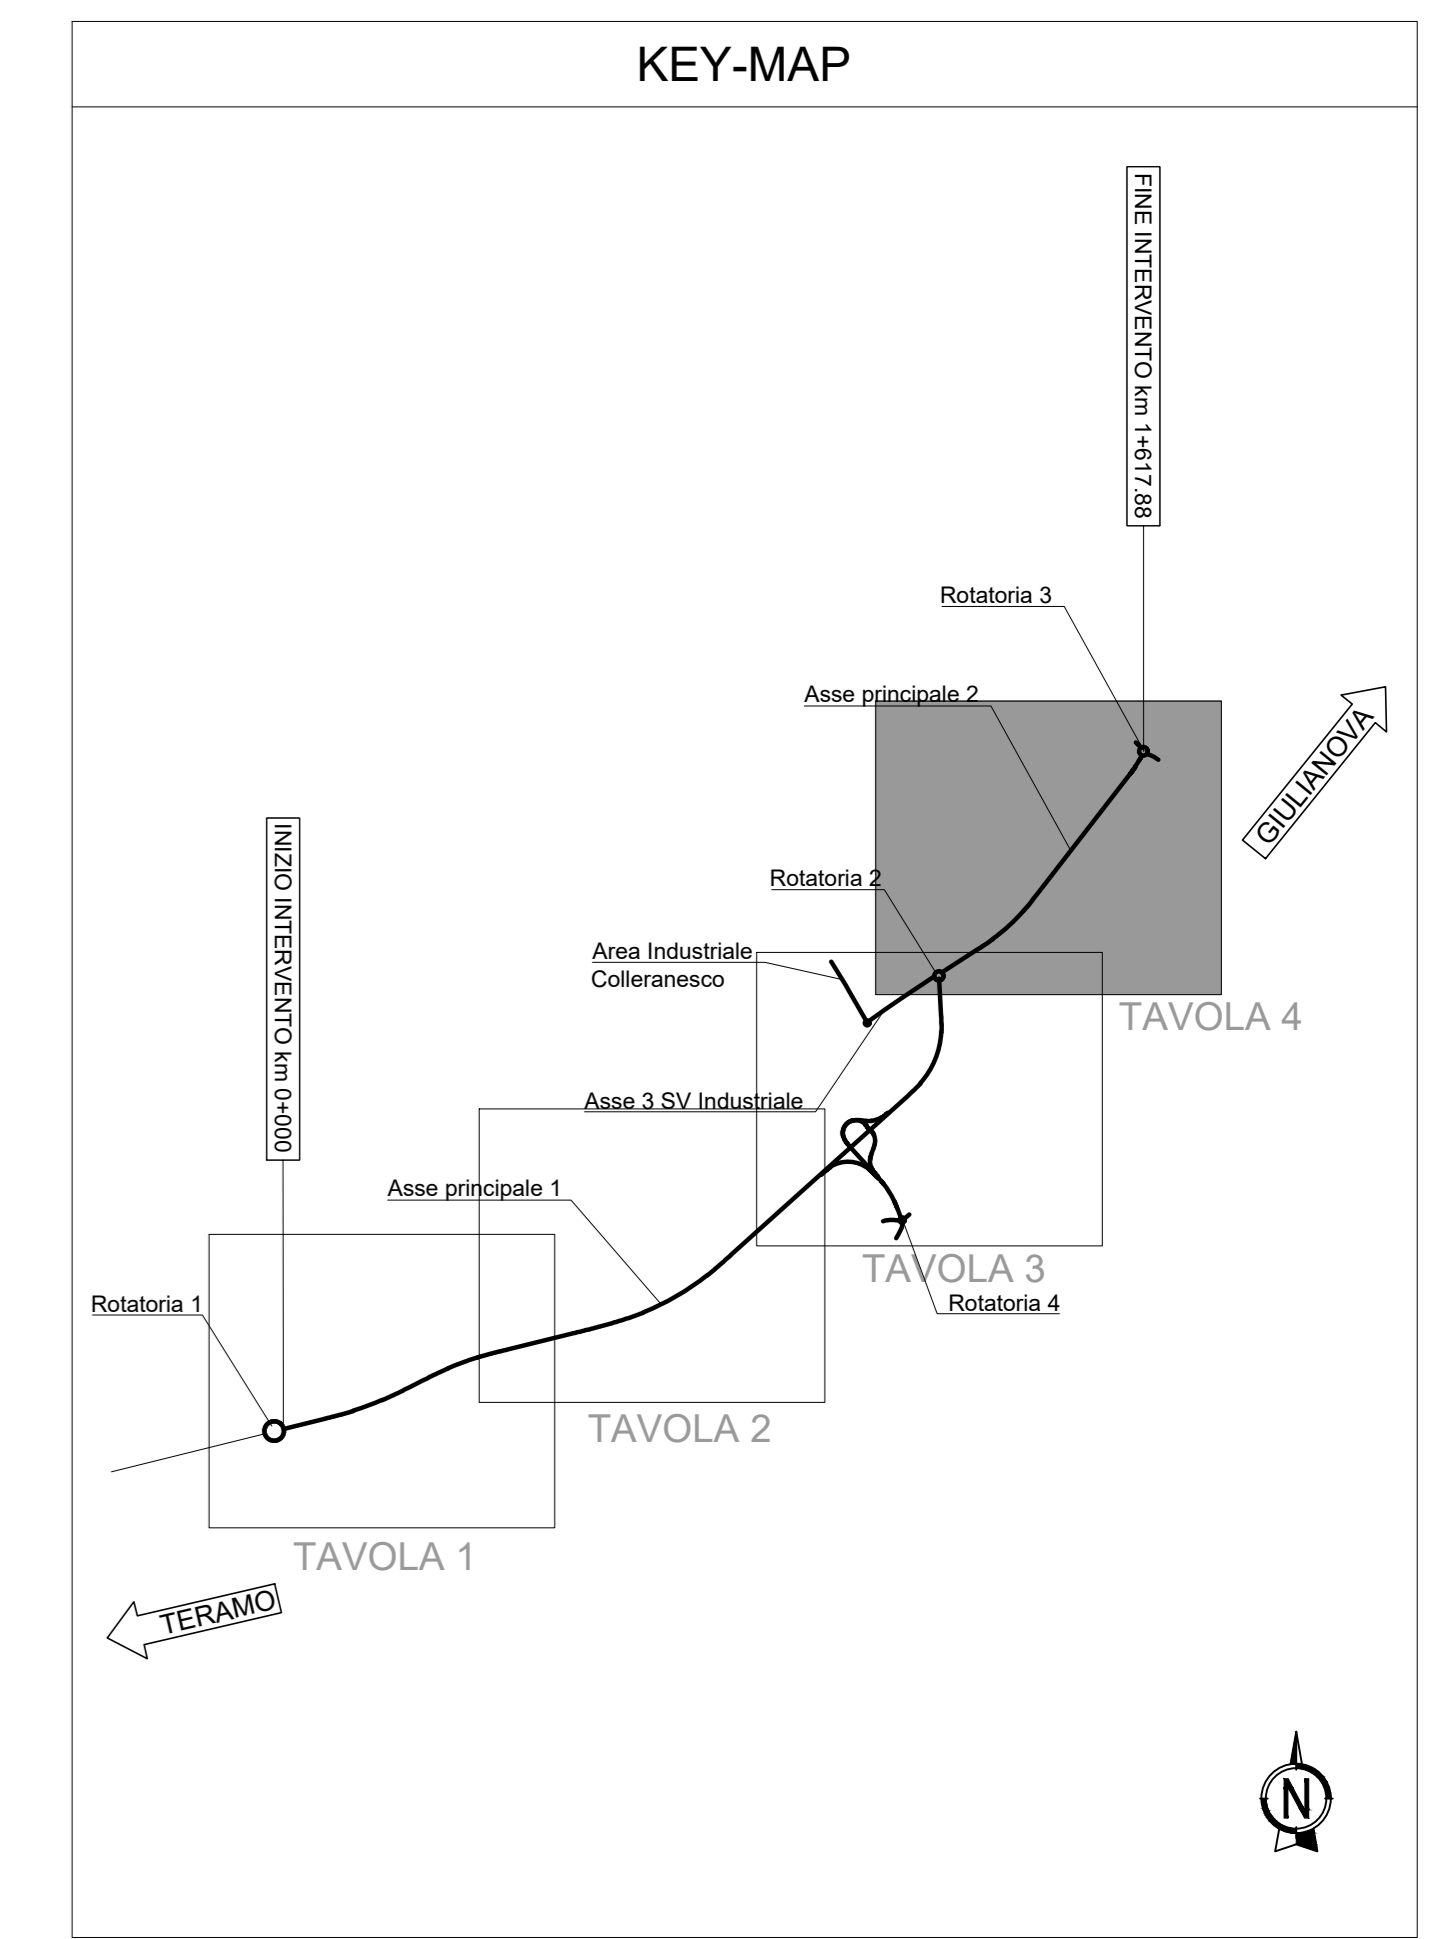 KEY-MAP
FINE INTERVENTO km 1+617.88
Rotatoria 3
Asse principale 2
GIULIANOVA
INIZIO INTERVENTO km 0+000
Rotatoria 2
Area Industriale
Colleranesco
TAVOLA 4
Asse 3 SV Industriale
Asse principale 1
TAVOLA 3
Rotatoria 1
Rotatoria 4
TAVOLA 2
TAVOLA 1
TERAMO
N